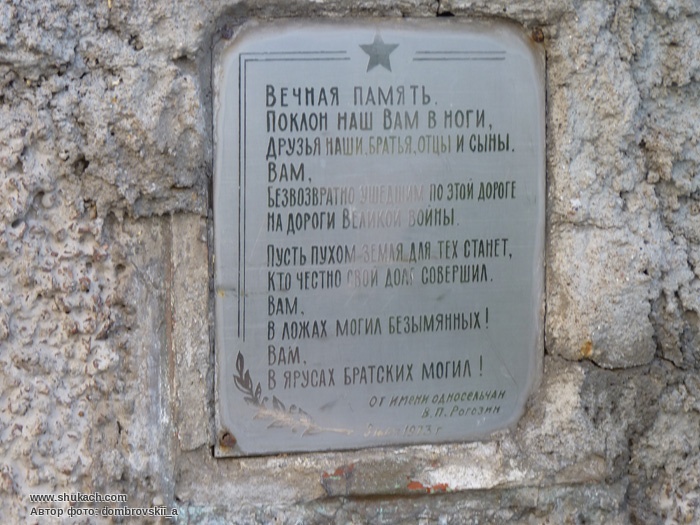 Вечная память.
Поклон наш Вам в ноги,
Друзья наши, братья, отцы и сыны.
Вам,
Безвозвратно ушедшим по этой дороге
На дороги Великой войны.
Пусть пухом земля для тех станет,
Кто честно свой долг совершил.
Вам,
в ложах могил безымянных!
Вам,
в ярусах братских могил!
от имени односельчан
В.П. Рогозин
1973 г
www.shukach.com
Автор фото: dombrovskii_a